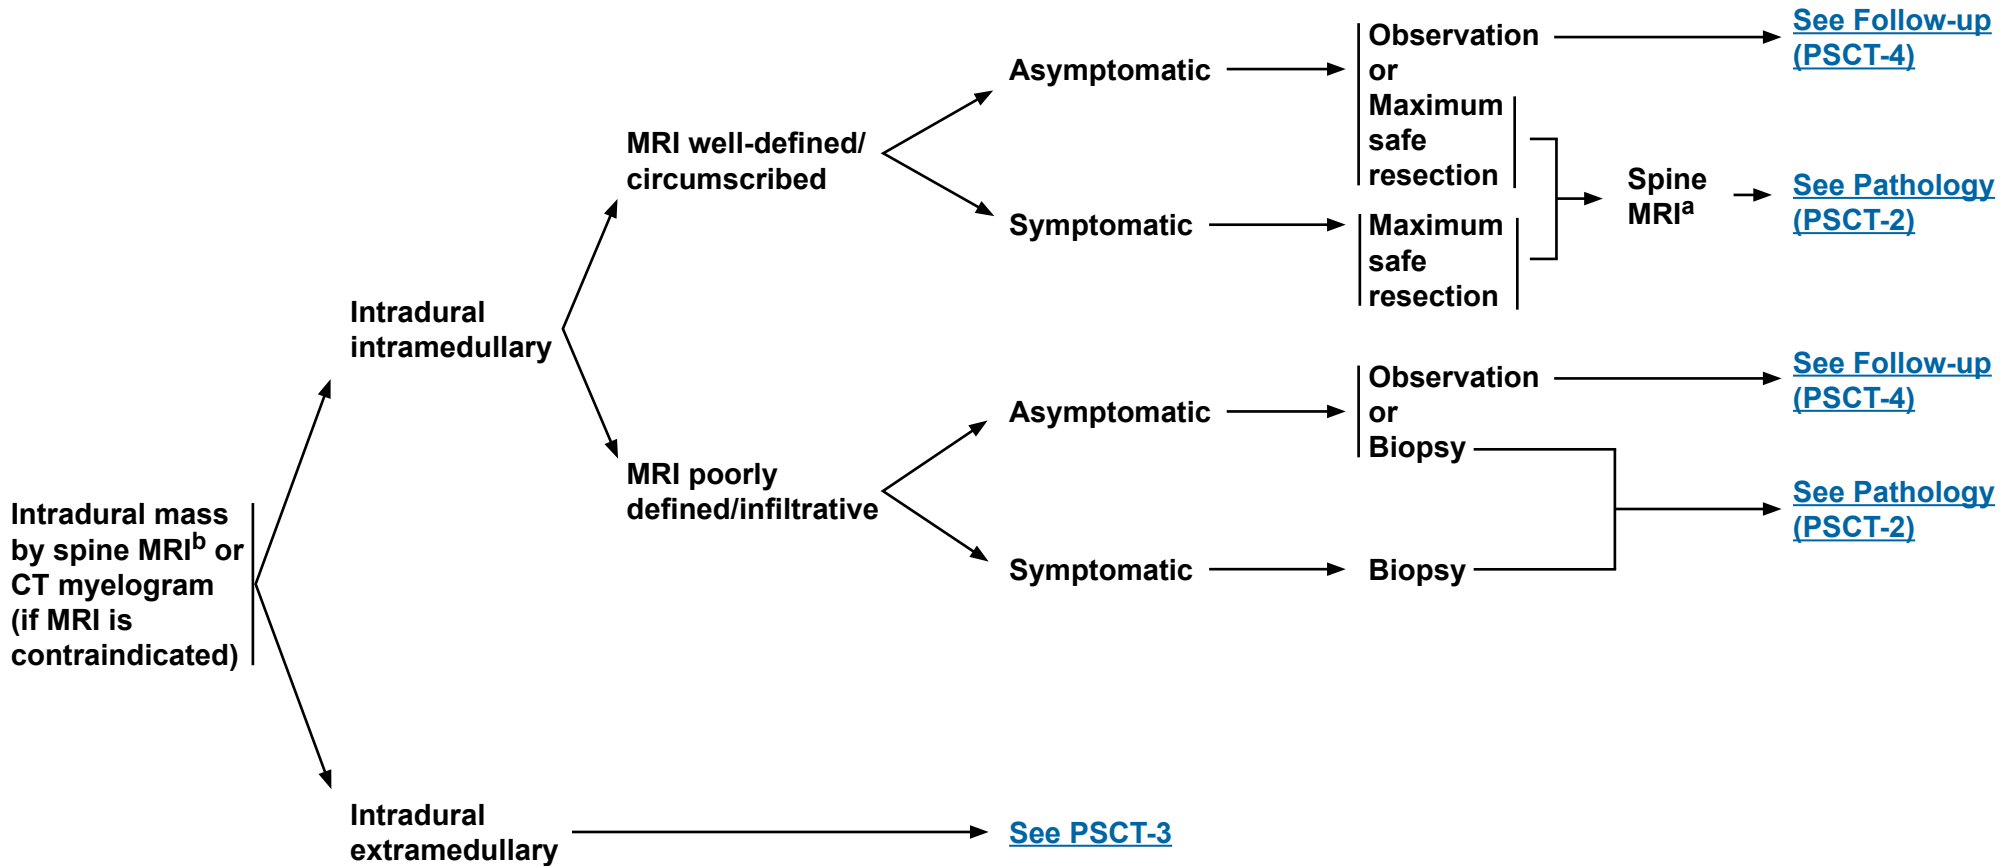 Intradural mass
by spine MRIb or
CT myelogram
(if MRI is
contraindicated)
Intradural
intramedullary
Intradural
extramedullary
MRI well-defined/
circumscribed
MRI poorly
defined/infiltrative
Asymptomatic
Symptomatic
Asymptomatic
Symptomatic
See PSCT-3
Observation
or
Maximum
safe
resection
Maximum
safe
resection
Observation
or
Biopsy
Biopsy
Spine
MRIa
See Follow-up
(PSCT-4)
See Pathology
(PSCT-2)
See Follow-up
(PSCT-4)
See Pathology
(PSCT-2)